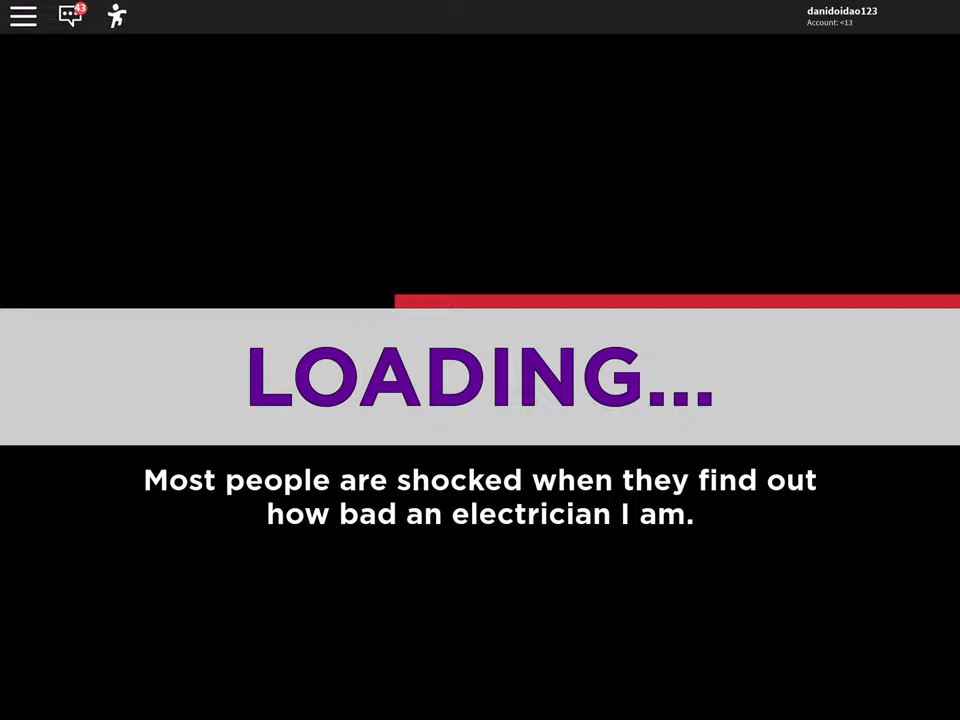 43
danidoidao123
Account: <13
LOADING...
Most people are shocked when they find out
how bad an electrician I am.